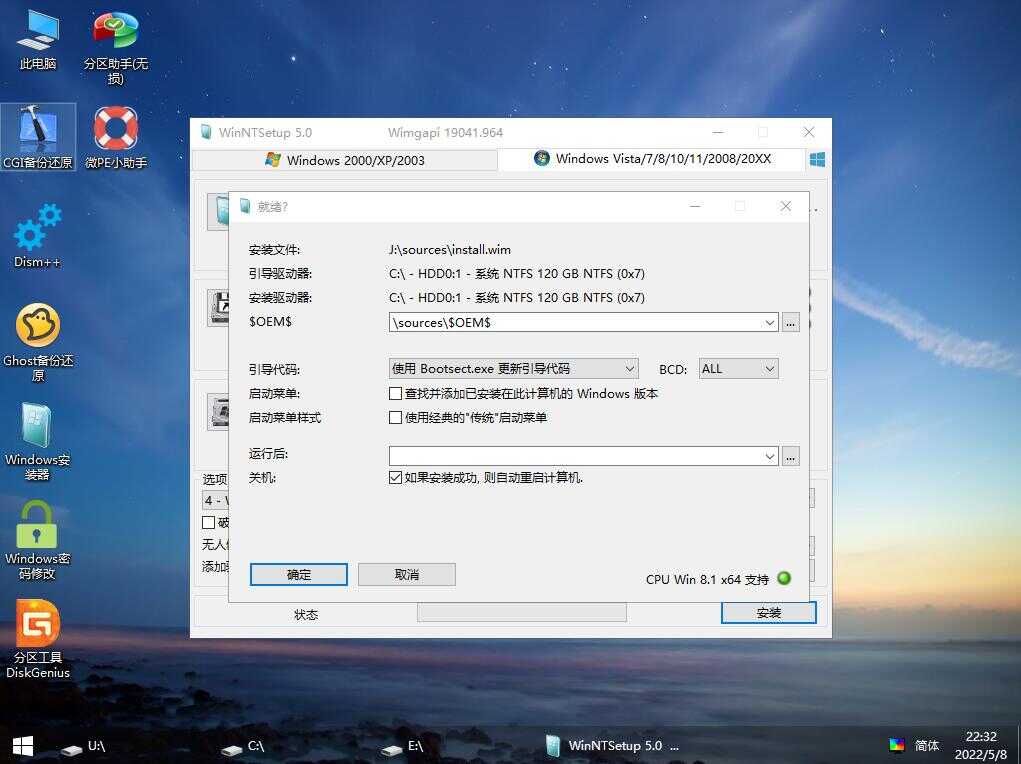 此电脑
分区助手(无
损)
CGI备份还原
微PE小助手
Dism++
Ghost备份还
原
Windows安
装器
Windows密
码修改
分区工具
DiskGenius
WinNTSetup 5.0
Wimgapi 19041.964
Windows 2000/XP/2003
Windows Vista/7/8/10/11/2008/20XX
就绪?
安装文件: J:\sources\install.wim
引导驱动器: C:\ - HDD0:1 - 系统 NTFS 120 GB NTFS (0x7)
安装驱动器: C:\ - HDD0:1 - 系统 NTFS 120 GB NTFS (0x7)
$OEM$ \sources\$OEM$ ...
引导代码: 使用 Bootsect.exe 更新引导代码 BCD: ALL
启动菜单: 查找并添加已安装在此计算机的 Windows 版本
启动菜单样式 使用经典的"传统"启动菜单
运行后: ...
关机: 如果安装成功, 则自动重启计算机.
确定 取消 CPU Win 8.1 x64 支持
选项
4 -
无人
添加
状态 安装
U:\ C:\ E:\ WinNTSetup 5.0 ... 简体 22:32
2022/5/8